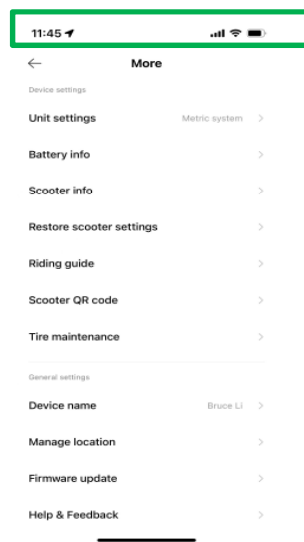 11:45
More
Device settings
Unit settings Metric system
Battery info
Scooter info
Restore scooter settings
Riding guide
Scooter QR code
Tire maintenance
General settings
Device name Bruce Li
Manage location
Firmware update
Help & Feedback